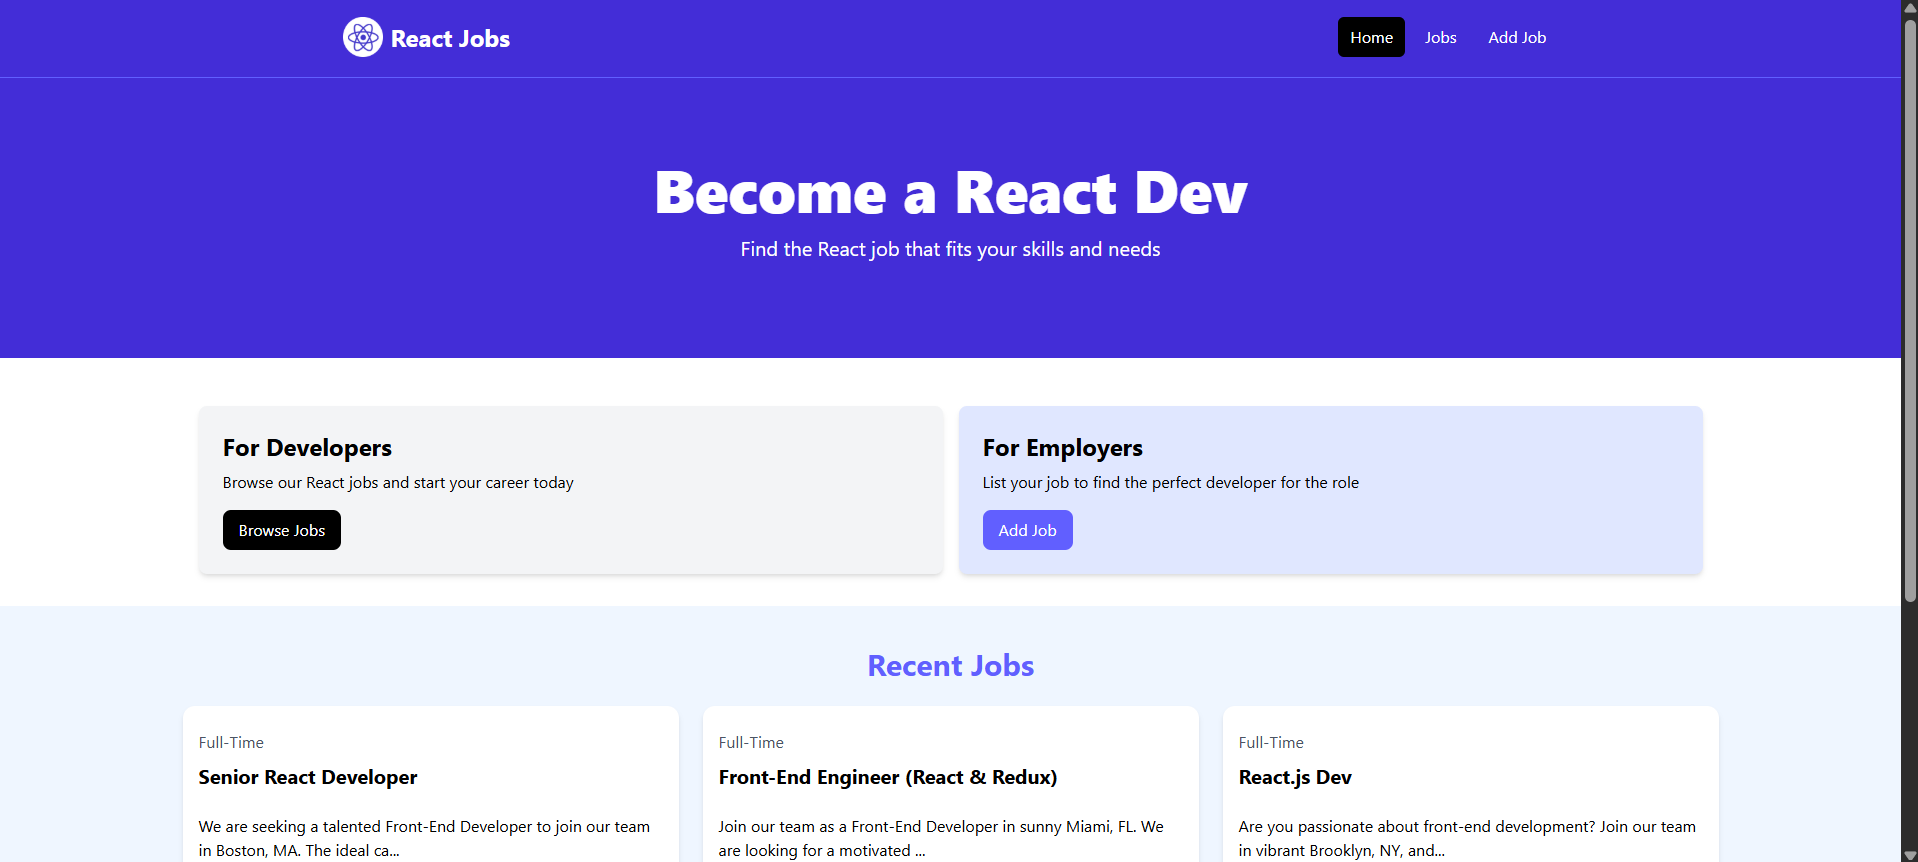 React Jobs
Home
Jobs
Add Job
Become a React Dev
Find the React job that fits your skills and needs
For Developers
Browse our React jobs and start your career today
Browse Jobs
For Employers
List your job to find the perfect developer for the role
Add Job
Recent Jobs
Full-Time
Senior React Developer
We are seeking a talented Front-End Developer to join our team
in Boston, MA. The ideal ca...
Full-Time
Front-End Engineer (React & Redux)
Join our team as a Front-End Developer in sunny Miami, FL. We
are looking for a motivated ...
Full-Time
React.js Dev
Are you passionate about front-end development? Join our team
in vibrant Brooklyn, NY, and...